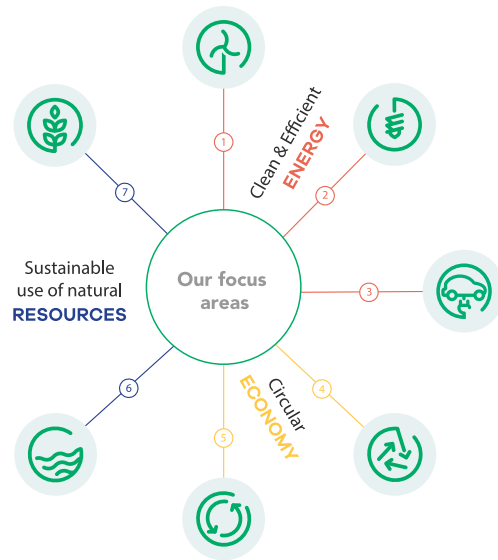 1
Clean & Efficient
ENERGY
2
7
Sustainable
use of natural
RESOURCES
Our focus
areas
3
6
Circular
ECONOMY
4
5